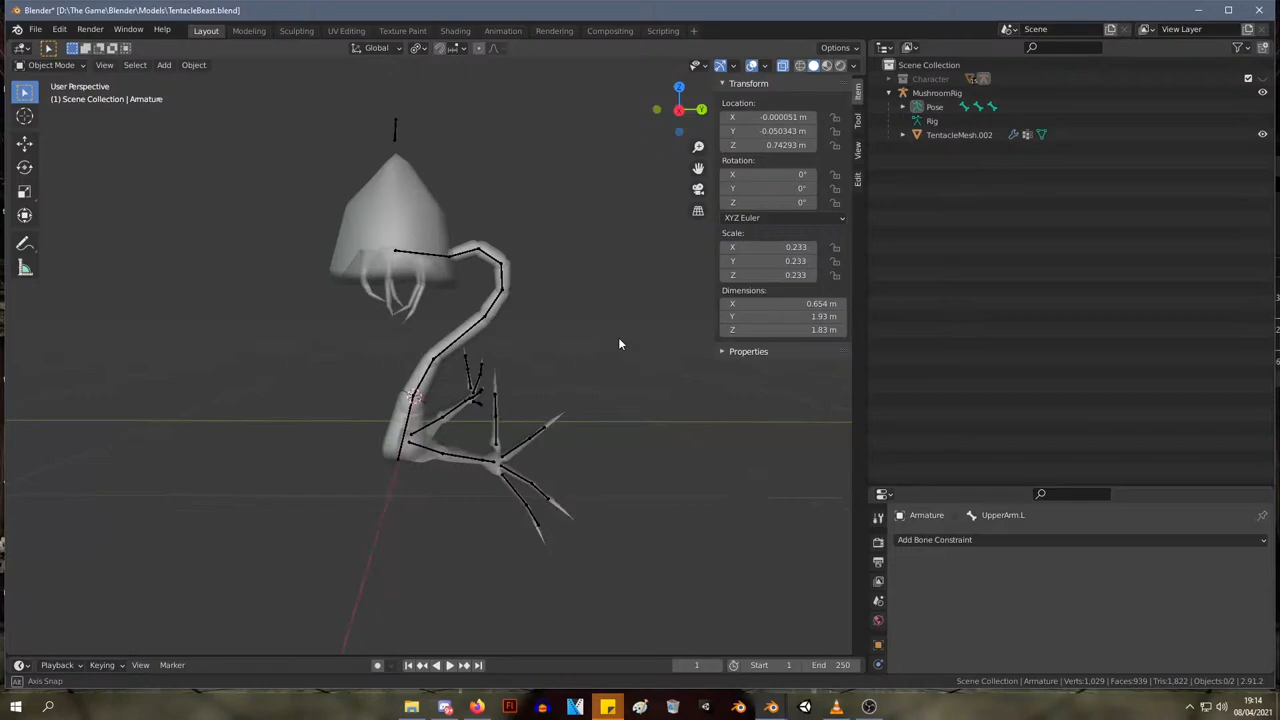 Blender* [D:\The Game\Blender\Models\TentacleBeast.blend]
File Edit Render Window Help Layout Modeling Sculpting UV Editing Texture Paint Shading Animation Rendering Compositing Scripting + Scene View Layer
Global Options
Object Mode View Select Add Object
User Perspective
(1) Scene Collection | Armature
Z
Y
X
Transform
Location:
X -0.000051 m
Y -0.050343 m
Z 0.74293 m
Rotation:
X 0°
Y 0°
Z 0°
XYZ Euler
Scale:
X 0.233
Y 0.233
Z 0.233
Dimensions:
X 0.654 m
Y 1.93 m
Z 1.83 m
Properties
Item
Tool
View
Edit
Scene Collection
Character
MushroomRig
Pose
Rig
TentacleMesh.002
Armature UpperArm.L
Add Bone Constraint
Playback Keying View Marker 1 Start 1 End 250
Alt Axis Snap
Scene Collection | Armature | Verts:1,029 | Faces:939 | Tris:1,822 | Objects:0/2 | 2.91.2
19:14
08/04/2021